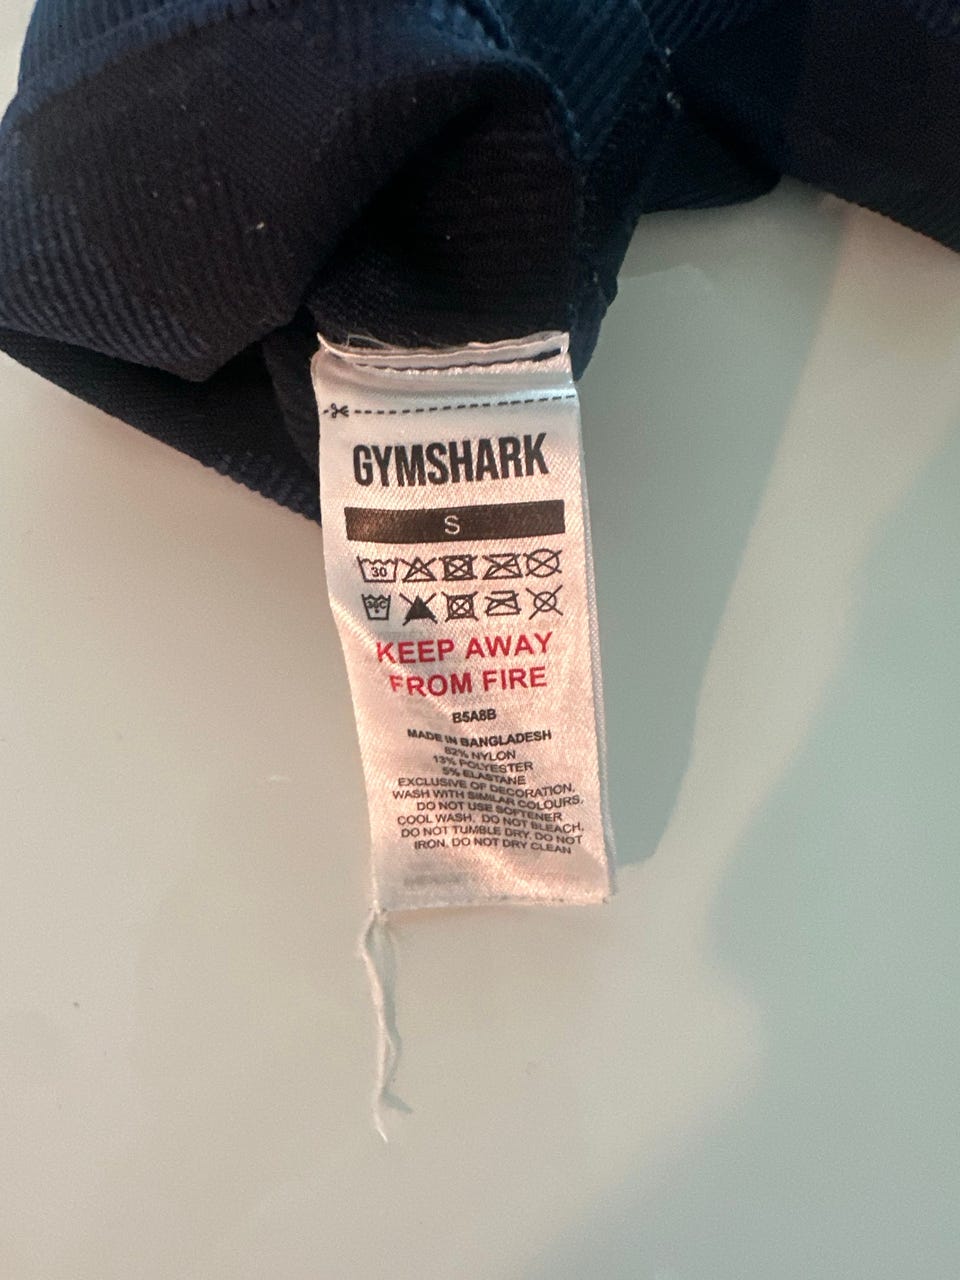 GYMSHARK
S
30
30°C
KEEP AWAY
FROM FIRE
B5A8B
MADE IN BANGLADESH
82% NYLON
13% POLYESTER
5% ELASTANE
EXCLUSIVE OF DECORATION.
WASH WITH SIMILAR COLOURS.
DO NOT USE SOFTENER
COOL WASH. DO NOT BLEACH.
DO NOT TUMBLE DRY. DO NOT
IRON. DO NOT DRY CLEAN